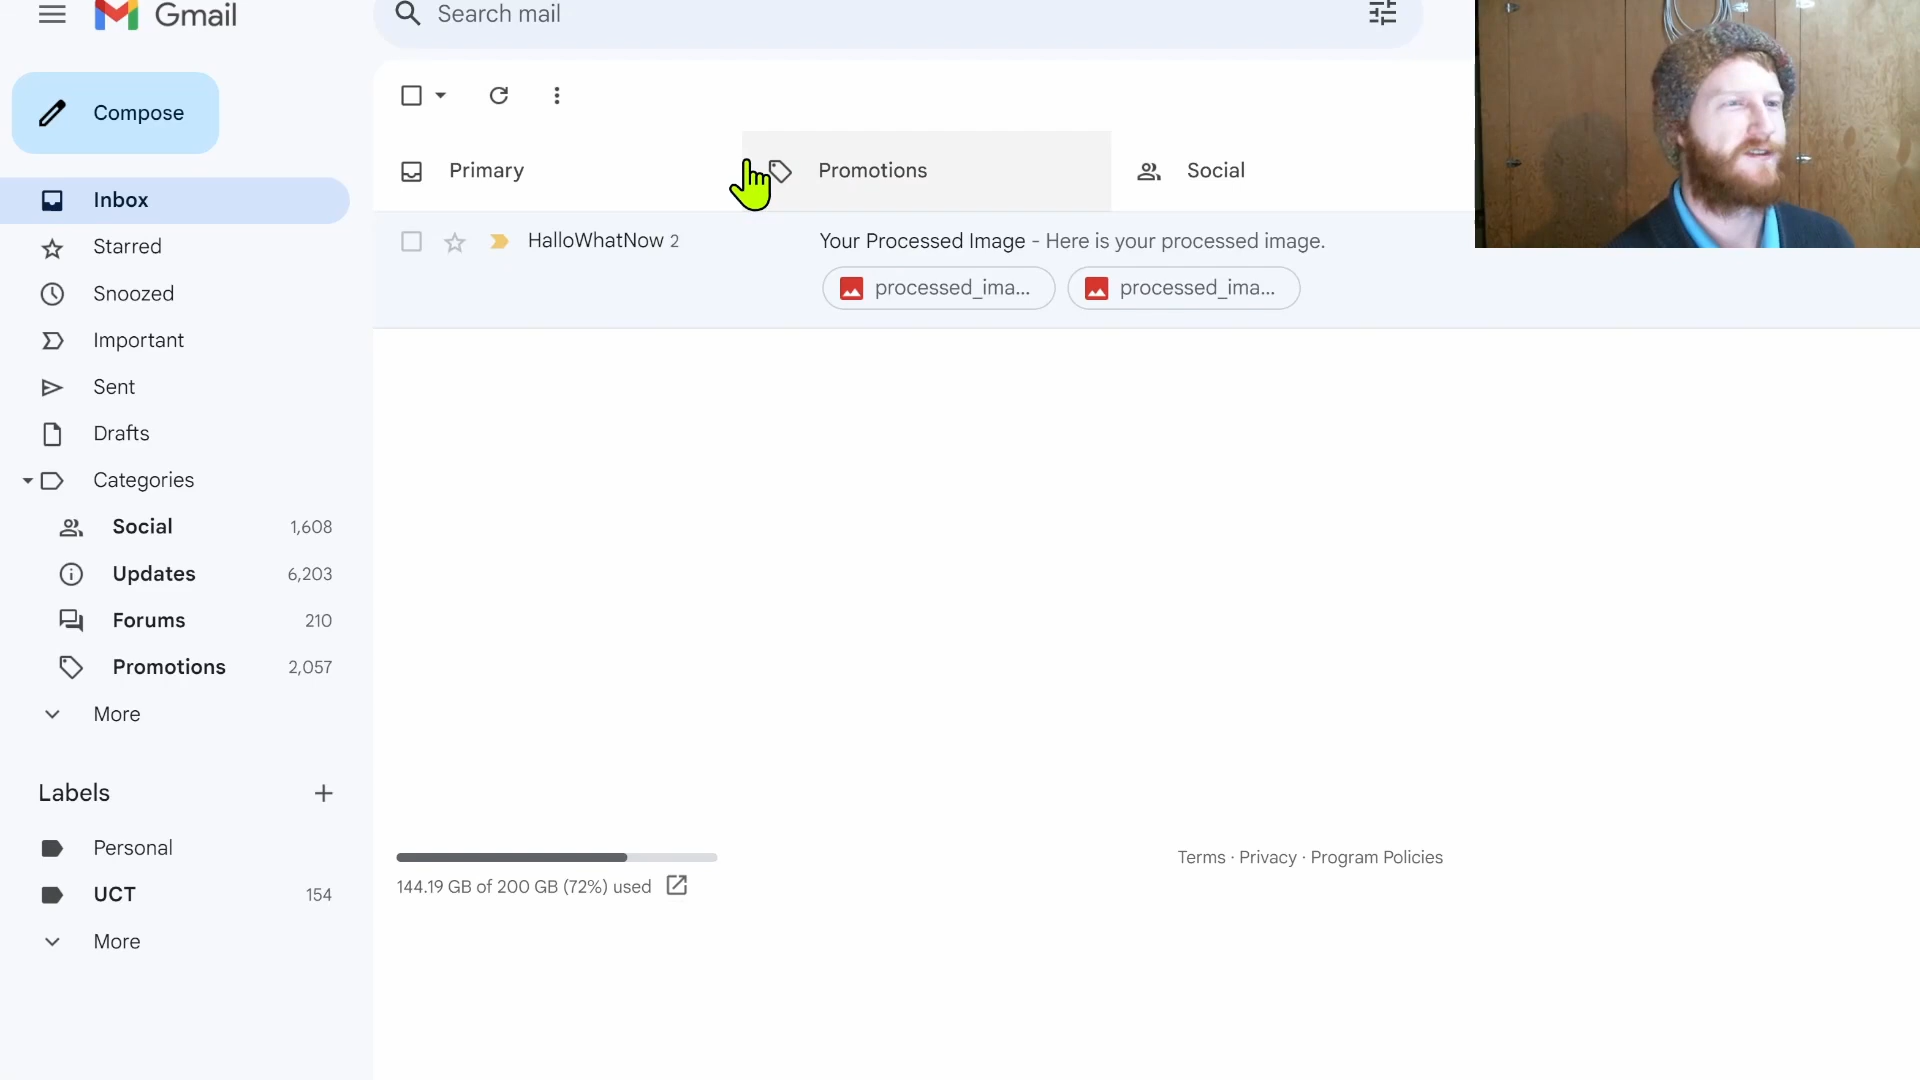 Gmail
Search mail
Compose
Primary
Promotions
Social
Inbox
HalloWhatNow 2
Your Processed Image - Here is your processed image.
Starred
processed_ima...
processed_ima...
Snoozed
Important
Sent
Drafts
Categories
Social 1,608
Updates 6,203
Forums 210
Promotions 2,057
More
Labels
Personal
UCT 154
More
144.19 GB of 200 GB (72%) used
Terms · Privacy · Program Policies